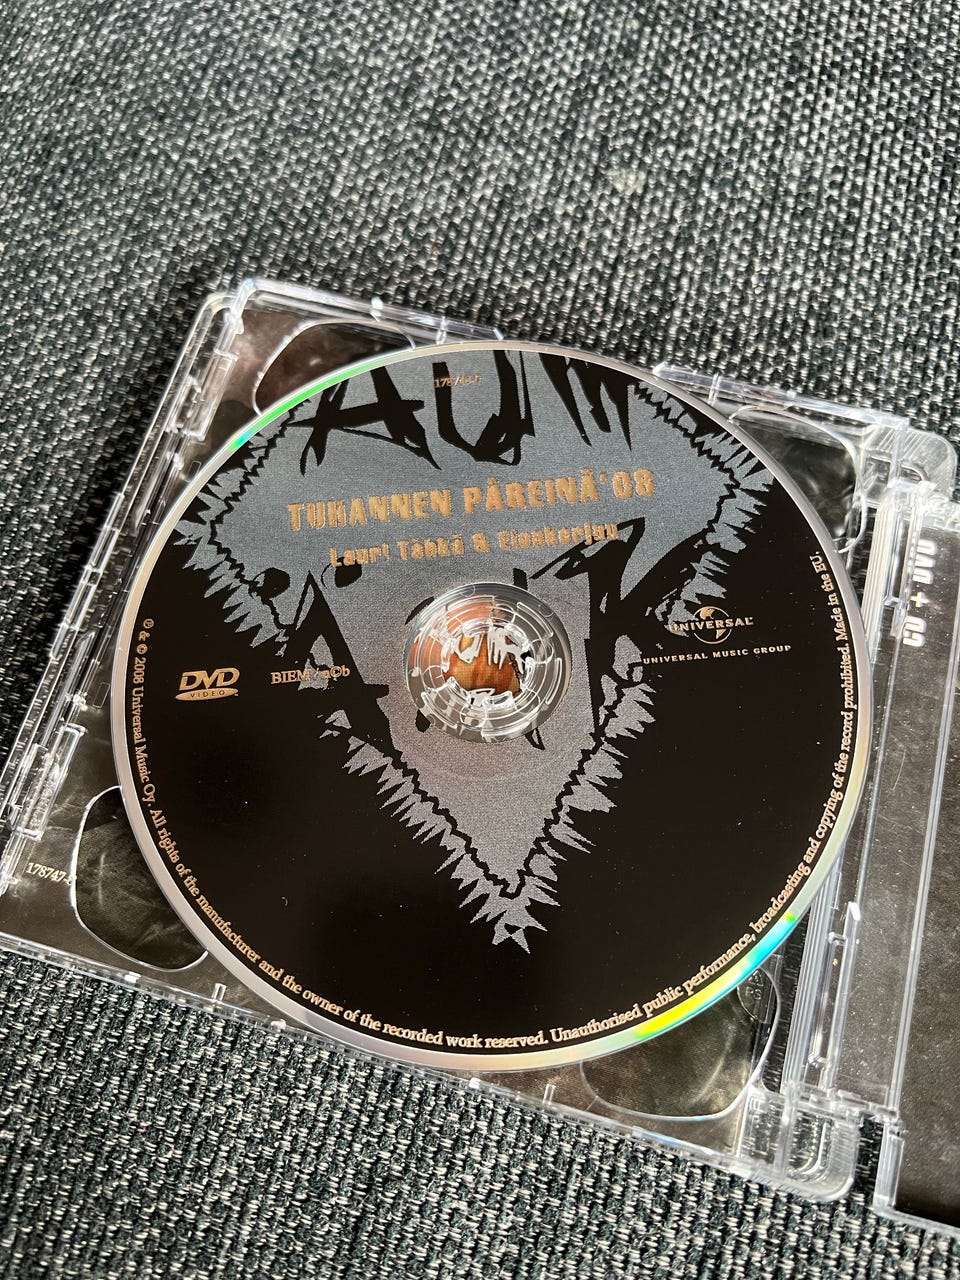 TUHANNEN PÄREINÄ'08
Lauri Tähkä & Elonkerjuu
UNIVERSAL
UNIVERSAL MUSIC GROUP
DVD
VIDEO
BIEM / n©b
℗ & © 2008 Universal Music Oy. All rights of the manufacturer and the owner of the recorded work reserved. Unauthorised public performance, broadcasting and copying of the record prohibited. Made in the EU.
DVD + CD